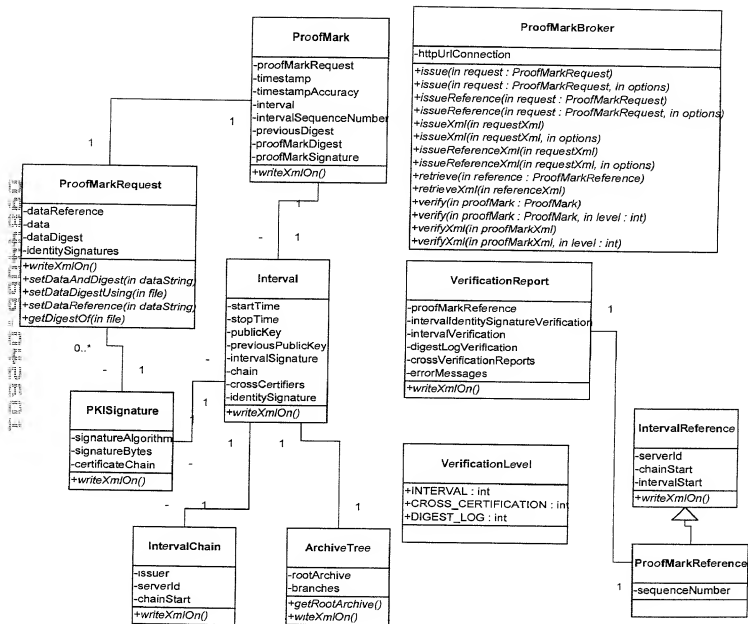 ProofMark
-proofMarkRequest
-timestamp
-timestampAccuracy
-interval
-intervalSequenceNumber
-previousDigest
-proofMarkDigest
-proofMarkSignature
+writeXmlOn()
ProofMarkBroker
-httpUrlConnection
+issue(in request : ProofMarkRequest)
+issue(in request : ProofMarkRequest, in options)
+issueReference(in request : ProofMarkRequest)
+issueReference(in request : ProofMarkRequest, in options)
+issueXml(in requestXml)
+issueXml(in requestXml, in options)
+issueReferenceXml(in requestXml)
+issueReferenceXml(in requestXml, in options)
+retrieve(in reference : ProofMarkReference)
+retrieveXml(in referenceXml)
+verify(in proofMark : ProofMark)
+verify(in proofMark : ProofMark, in level : int)
+verifyXml(in proofMarkXml)
+verifyXml(in proofMarkXml, in level : int)
1
1
ProofMarkRequest
-dataReference
-data
-dataDigest
-identitySignatures
+writeXmlOn()
+setDataAndDigest(in dataString)
+setDataDigestUsing(in file)
+setDataReference(in dataString)
+getDigestOf(in file)
1
-
1
Interval
-startTime
-stopTime
-publicKey
-previousPublicKey
-intervalSignature
-chain
-crossCertifiers
-identitySignature
+writeXmlOn()
VerificationReport
-proofMarkReference
-intervalIdentitySignatureVerification
-intervalVerification
-digestLogVerification
-crossVerificationReports
-errorMessages
+writeXmlOn()
1
0..*
-
1
-
1
1
-
PKISignature
-signatureAlgorithm
-signatureBytes
-certificateChain
+writeXmlOn()
1
1
-
1
1
IntervalChain
-issuer
-serverId
-chainStart
+writeXmlOn()
ArchiveTree
-rootArchive
-branches
+getRootArchive()
+writeXmlOn()
VerificationLevel
+INTERVAL : int
+CROSS_CERTIFICATION : int
+DIGEST_LOG : int
IntervalReference
-serverId
-chainStart
-intervalStart
+writeXmlOn()
1
ProofMarkReference
-sequenceNumber